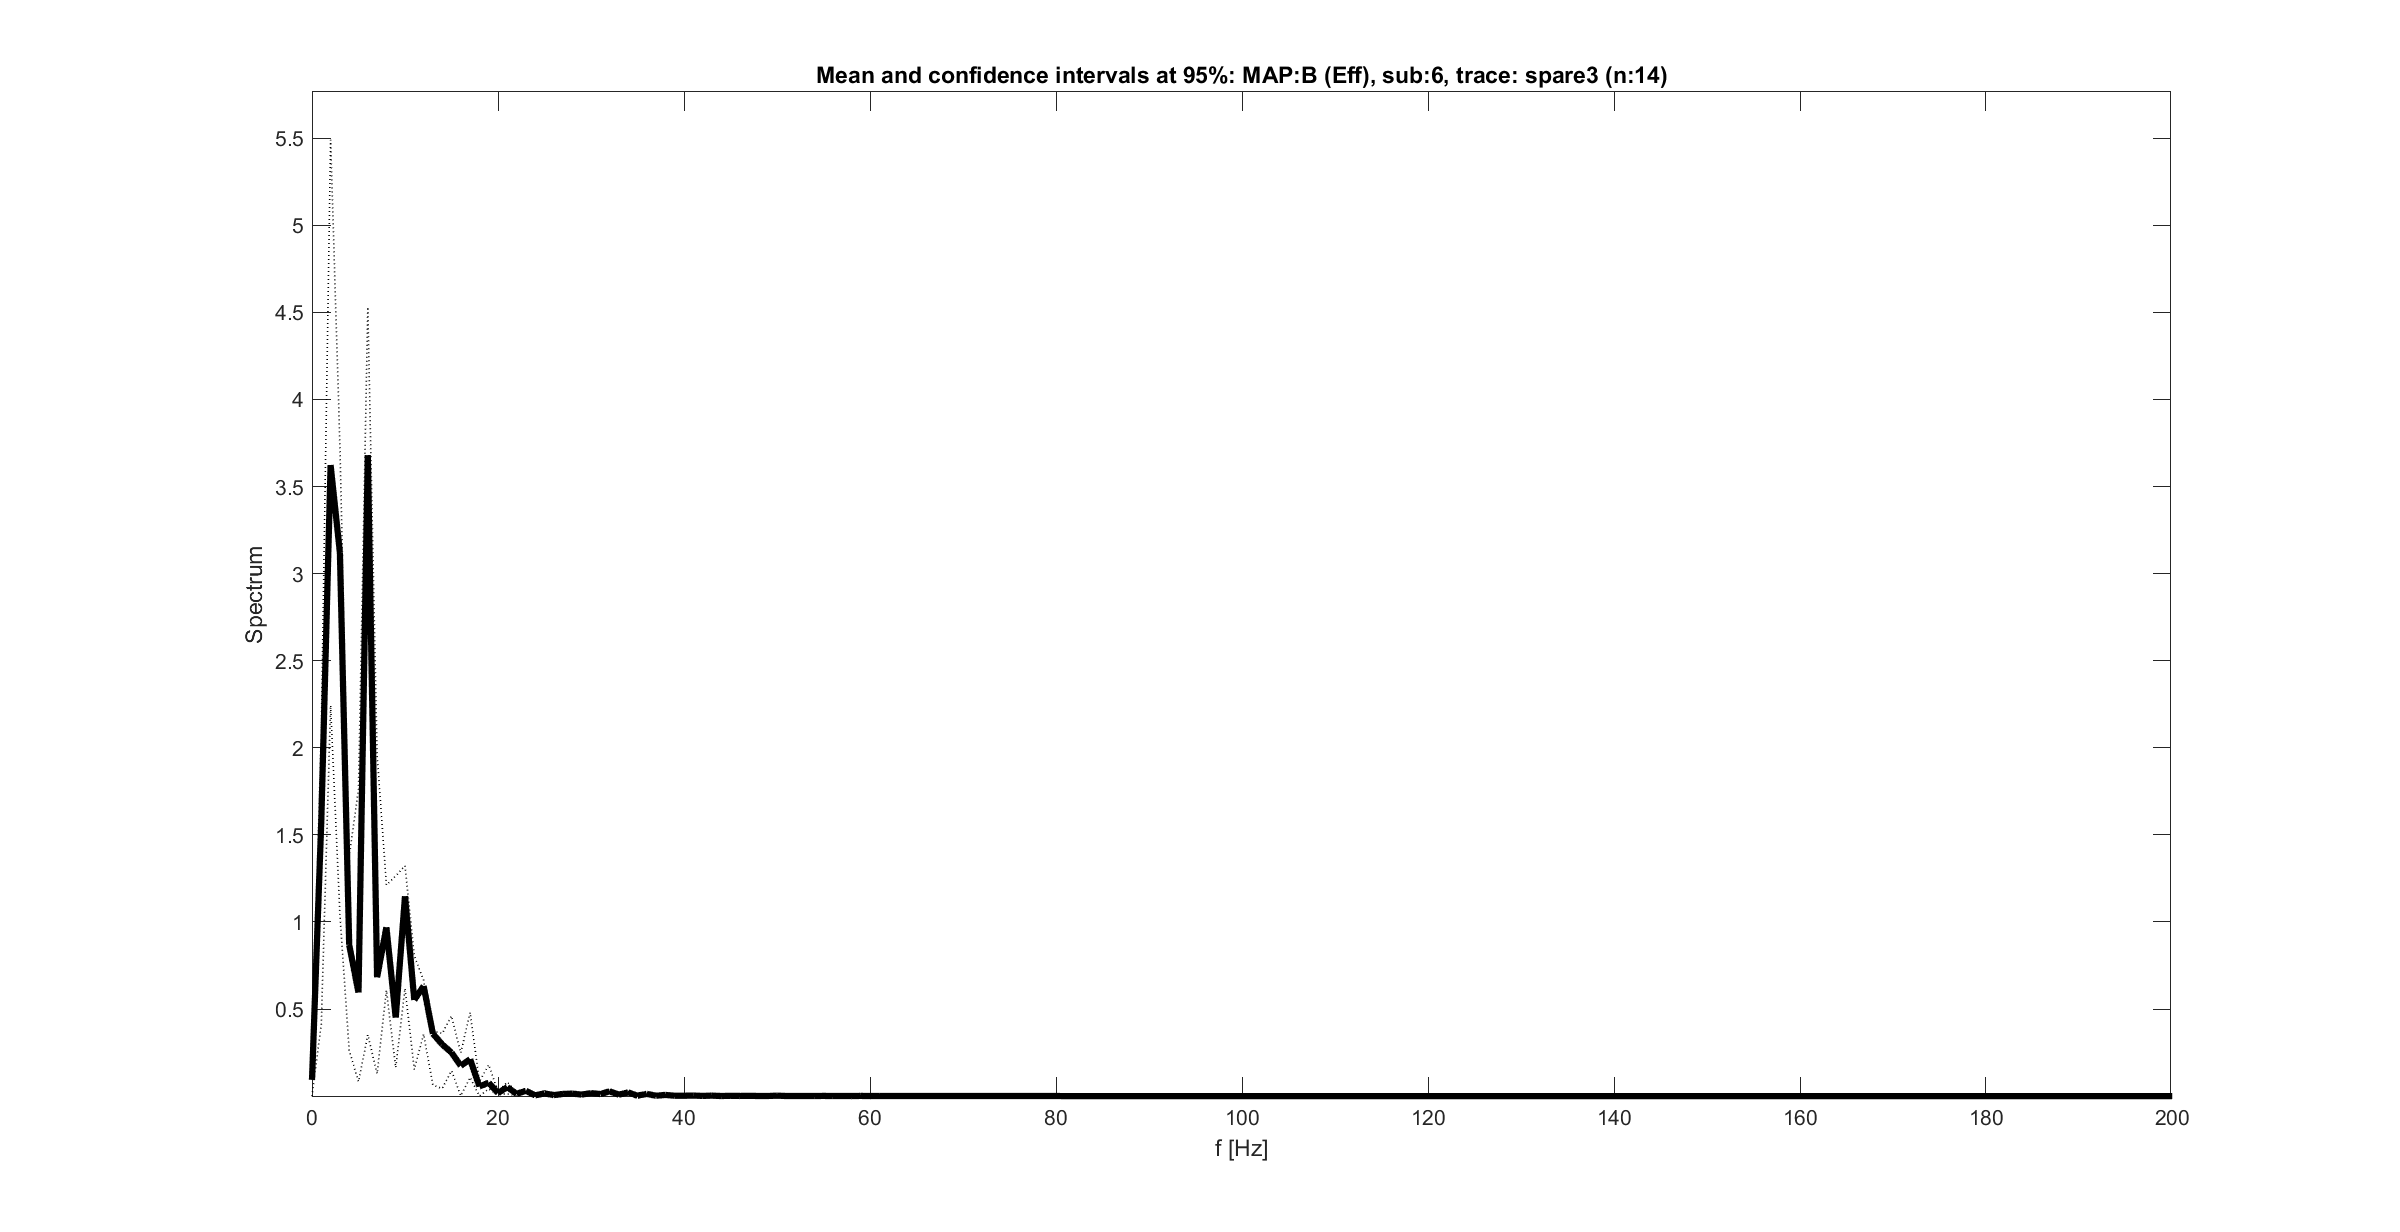 Mean and confidence intervals at 95%: MAP:B (Eff), sub:6, trace: spare3 (n:14)
5.5
5
4.5
4
3.5
3
2.5
2
1.5
1
0.5
Spectrum
0 20 40 60 80 100 120 140 160 180 200
f [Hz]